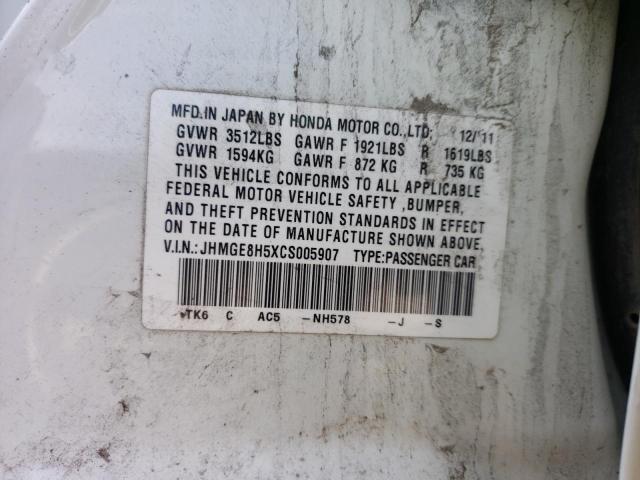 MFD. IN JAPAN BY HONDA MOTOR CO., LTD; 12/'11
GVWR 3512LBS GAWR F 1921LBS R 1619LBS
GVWR 1594KG GAWR F 872 KG R 735 KG
THIS VEHICLE CONFORMS TO ALL APPLICABLE
FEDERAL MOTOR VEHICLE SAFETY ,BUMPER,
AND THEFT PREVENTION STANDARDS IN EFFECT
ON THE DATE OF MANUFACTURE SHOWN ABOVE.
V.I.N.: JHMGE8H5XCS005907 TYPE:PASSENGER CAR
TK6 C AC5 -NH578 -J -S